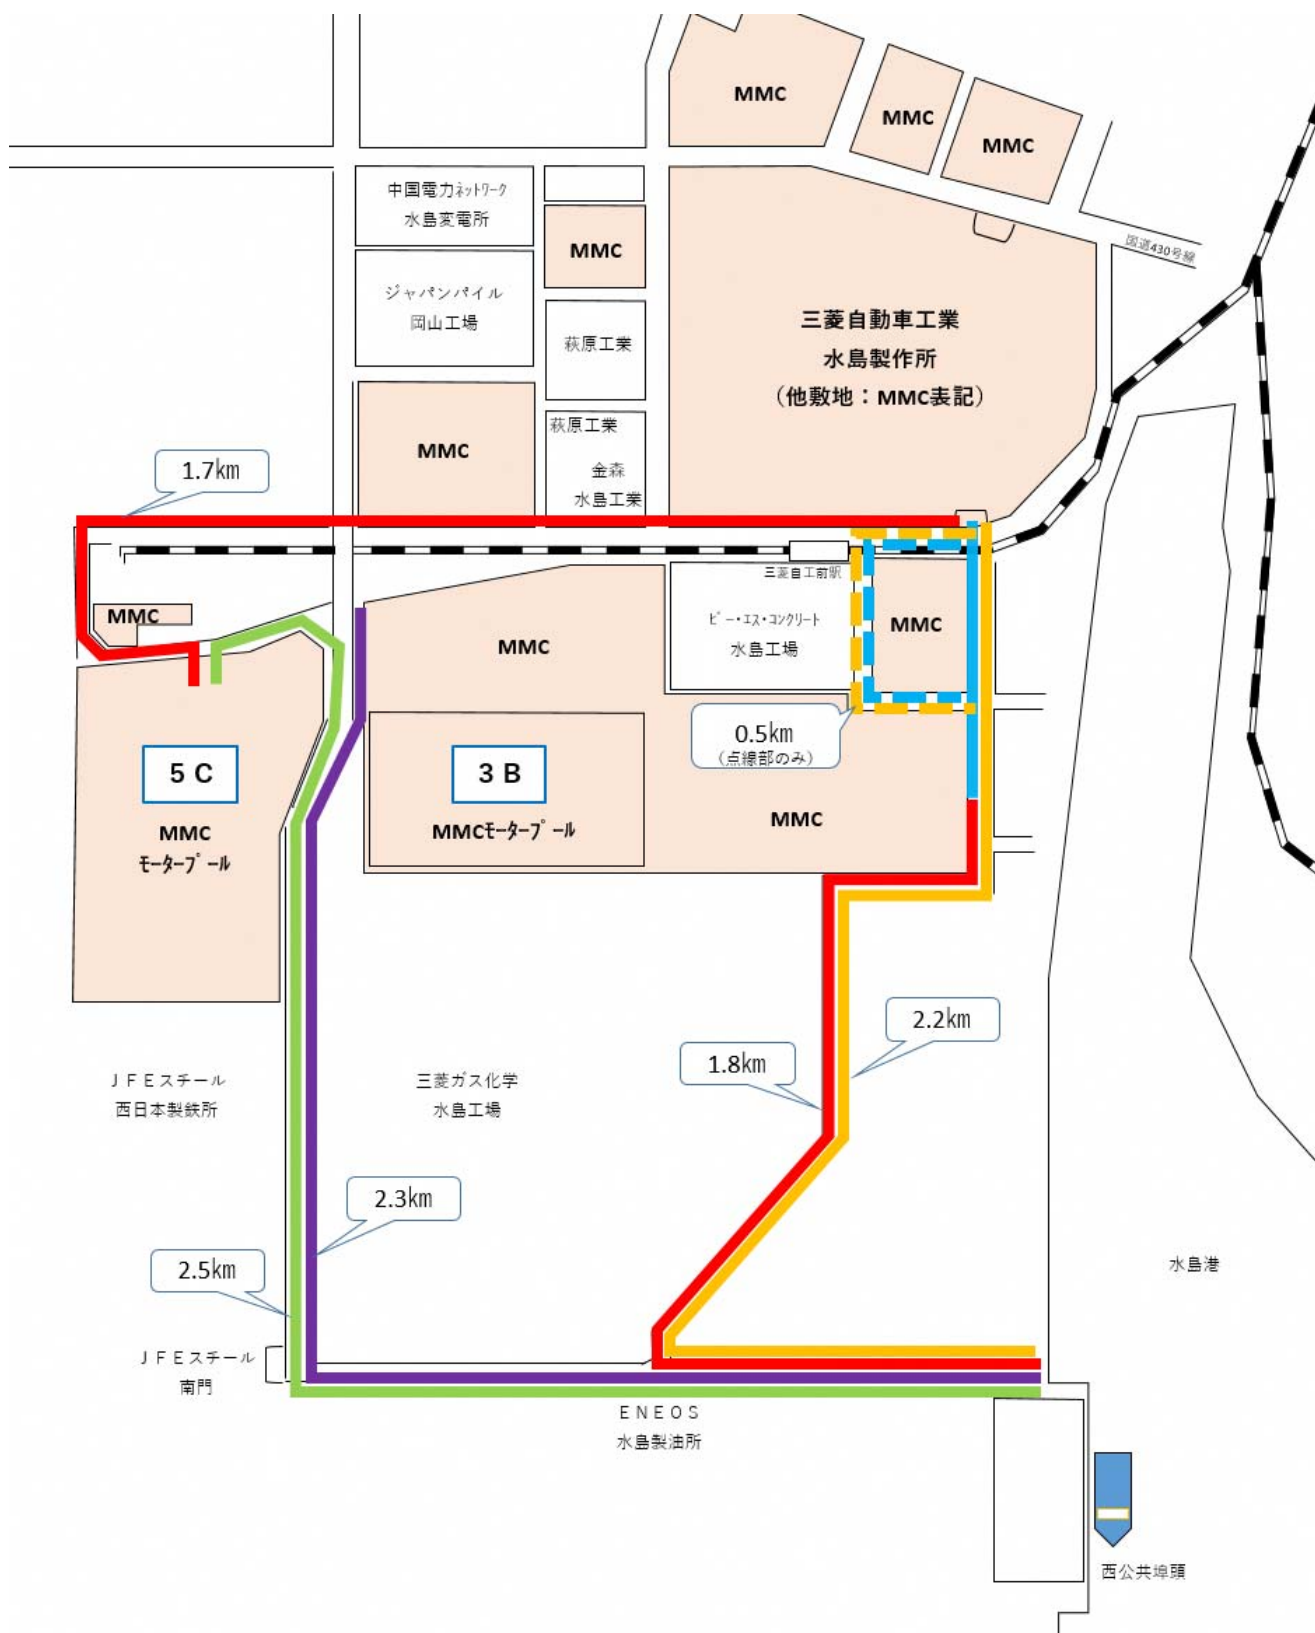 MMC
MMC
MMC
国道430号線
中国電力ﾈｯﾄﾜｰｸ
水島変電所
MMC
ジャパンパイル
岡山工場
萩原工業
三菱自動車工業
水島製作所
（他敷地：MMC表記）
MMC
萩原工業
金森
水島工業
1.7㎞
三菱自工前駅
MMC
MMC
ﾋﾟｰ･ｴｽ･ｺﾝｸﾘｰﾄ
水島工場
MMC
0.5㎞
（点線部のみ）
５Ｃ
MMC
ﾓｰﾀｰﾌﾟｰﾙ
３Ｂ
MMCﾓｰﾀｰﾌﾟｰﾙ
MMC
2.2㎞
1.8㎞
ＪＦＥスチール
西日本製鉄所
三菱ガス化学
水島工場
2.3㎞
2.5㎞
水島港
ＪＦＥスチール
南門
ＥＮＥＯＳ
水島製油所
西公共埠頭